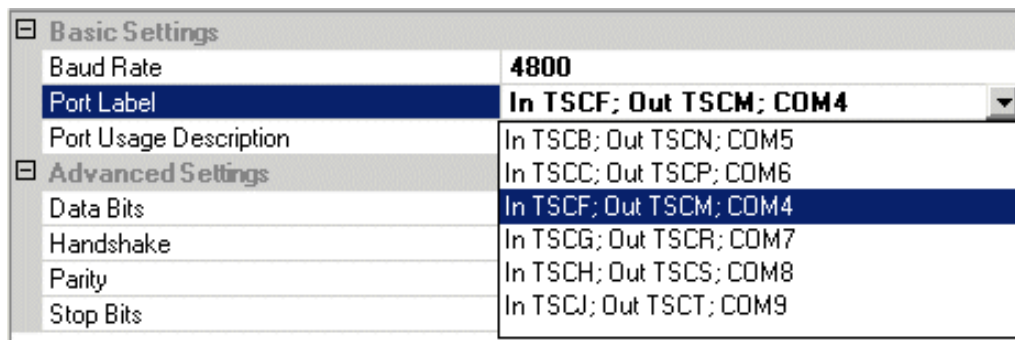 Basic Settings
Baud Rate 4800
Port Label In TSCF; Out TSCM; COM4
Port Usage Description
In TSCB; Out TSCN; COM5
In TSCC; Out TSCP; COM6
In TSCF; Out TSCM; COM4
In TSCG; Out TSCR; COM7
In TSCH; Out TSCS; COM8
In TSCJ; Out TSCT; COM9
Advanced Settings
Data Bits
Handshake
Parity
Stop Bits